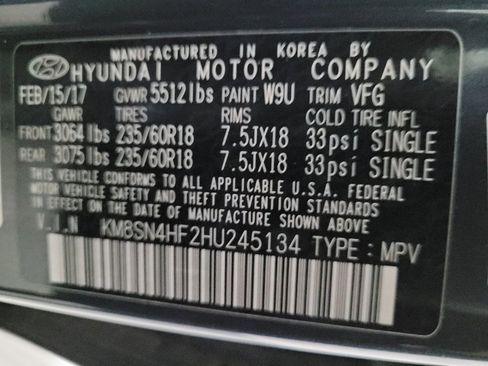 MANUFACTURED IN KOREA BY
HYUNDAI MOTOR COMPANY
FEB/15/17 GVWR 5512lbs PAINT W9U TRIM VFG
GAWR TIRES RIMS COLD TIRE INFL
FRONT 3064lbs 235/60R18 7.5JX18 33psi SINGLE
REAR 3075lbs 235/60R18 7.5JX18 33psi SINGLE
THIS VEHICLE CONFORMS TO ALL APPLICABLE U.S.A. FEDERAL
MOTOR VEHICLE SAFETY AND THEFT PREVENTION STANDARDS
IN EFFECT ON THE DATE OF MANUFACTURE SHOWN ABOVE.
V.I.N KM8SN4HF2HU245134 TYPE : MPV